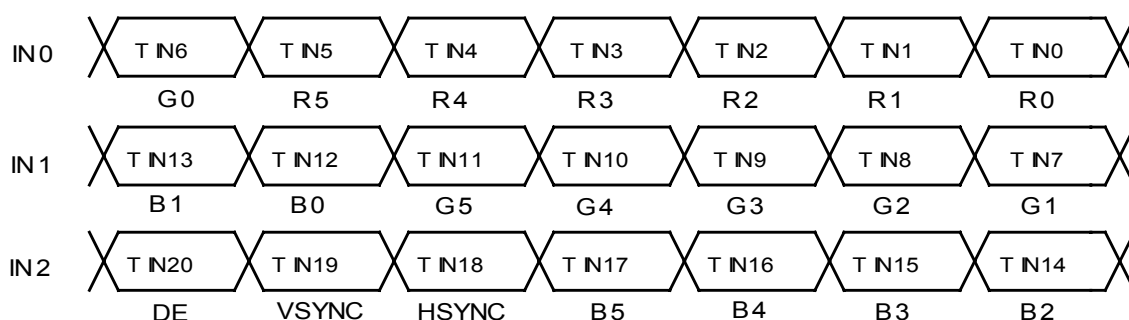 IN0 TIN6 TIN5 TIN4 TIN3 TIN2 TIN1 TIN0
G0 R5 R4 R3 R2 R1 R0
IN1 TIN13 TIN12 TIN11 TIN10 TIN9 TIN8 TIN7
B1 B0 G5 G4 G3 G2 G1
IN2 TIN20 TIN19 TIN18 TIN17 TIN16 TIN15 TIN14
DE VSYNC HSYNC B5 B4 B3 B2